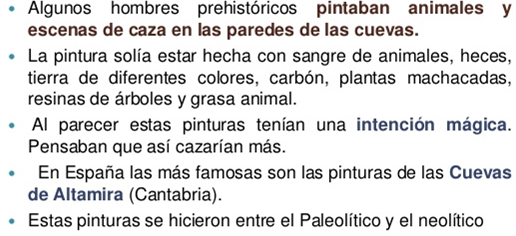 • Algunos hombres prehistóricos pintaban animales y
escenas de caza en las paredes de las cuevas.
• La pintura solía estar hecha con sangre de animales, heces,
tierra de diferentes colores, carbón, plantas machacadas,
resinas de árboles y grasa animal.
• Al parecer estas pinturas tenían una intención mágica.
Pensaban que así cazarían más.
• En España las más famosas son las pinturas de las Cuevas
de Altamira (Cantabria).
• Estas pinturas se hicieron entre el Paleolítico y el neolítico